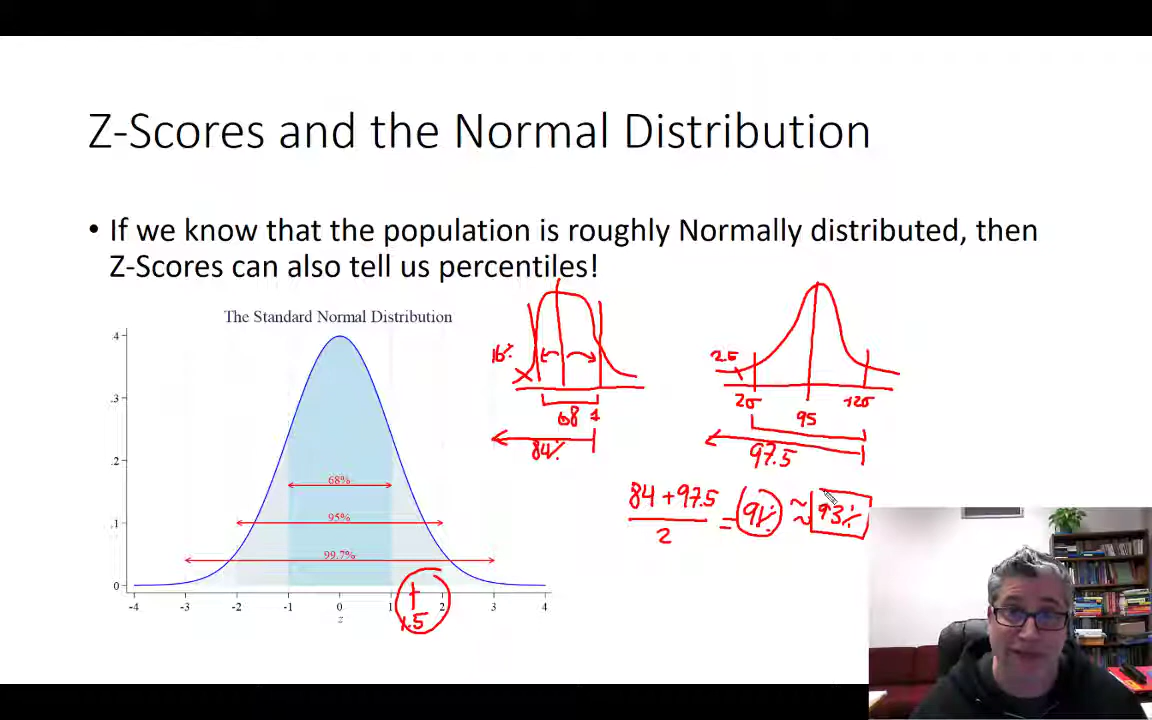 Z-Scores and the Normal Distribution
• If we know that the population is roughly Normally distributed, then
Z-Scores can also tell us percentiles!
The Standard Normal Distribution
.4
.3
.2
.1
0
68%
95%
99.7%
-4 -3 -2 -1 0 1 2 3 4
z
1.5
16%
68
84%
2.5
2σ
95
+2σ
97.5
84 + 97.5
2
= 91% ≈ 93%